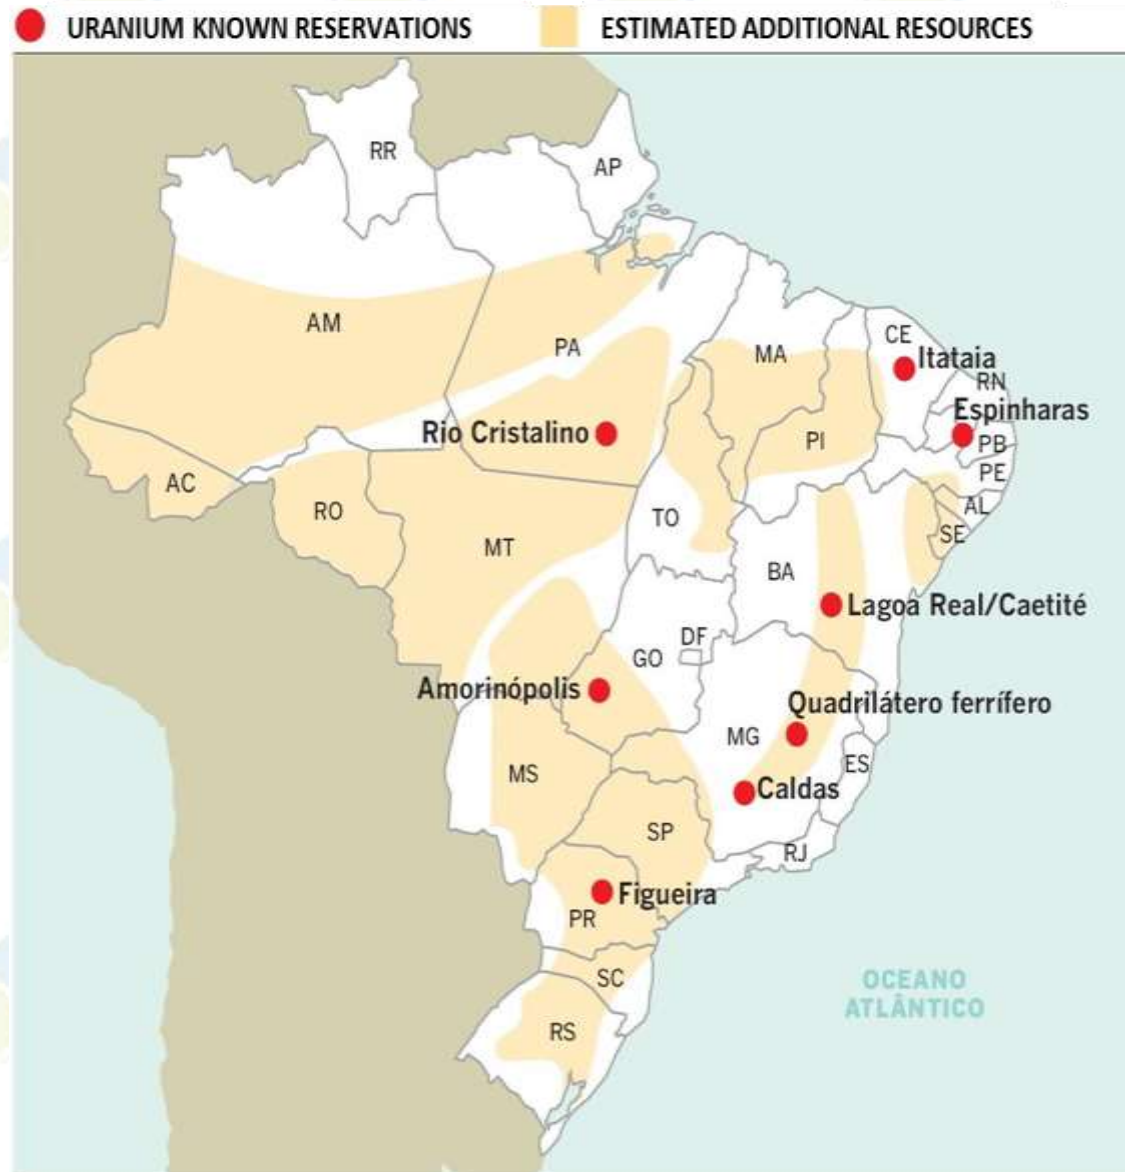 URANIUM KNOWN RESERVATIONS
ESTIMATED ADDITIONAL RESOURCES
RR
AP
AM
PA
MA
CE
Itataia
RN
Espinharas
Rio Cristalino
PI
PB
PE
AC
RO
TO
AL
SE
MT
BA
Lagoa Real/Caetité
DF
GO
Amorinópolis
Quadrilátero ferrífero
MG
ES
MS
Caldas
SP
RJ
Figueira
PR
SC
OCEANO
ATLÂNTICO
RS